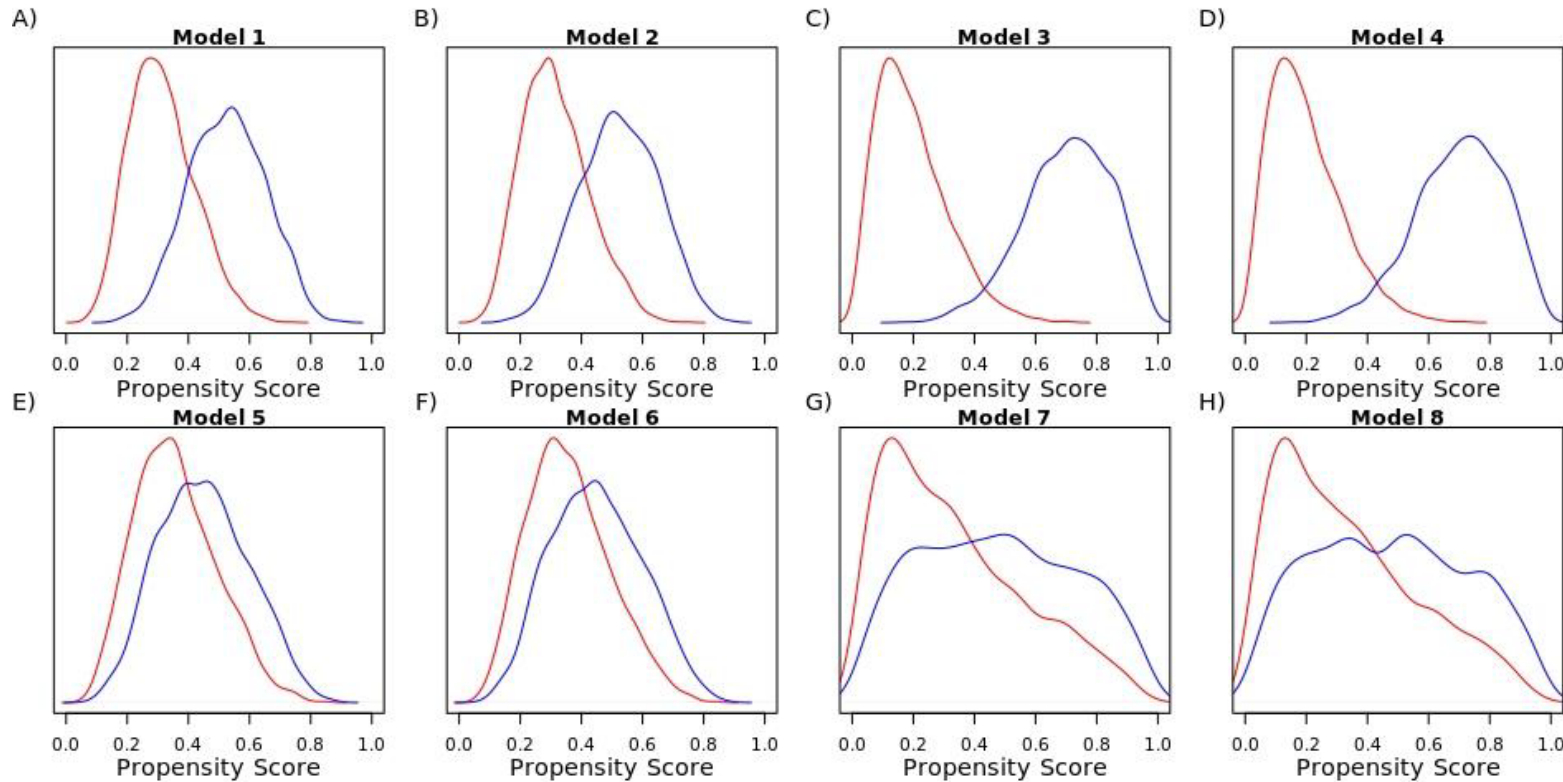 A) B) C) D)
Model 1 Model 2 Model 3 Model 4
0.0 0.2 0.4 0.6 0.8 1.0 0.0 0.2 0.4 0.6 0.8 1.0 0.0 0.2 0.4 0.6 0.8 1.0 0.0 0.2 0.4 0.6 0.8 1.0
Propensity Score Propensity Score Propensity Score Propensity Score
E) F) G) H)
Model 5 Model 6 Model 7 Model 8
0.0 0.2 0.4 0.6 0.8 1.0 0.0 0.2 0.4 0.6 0.8 1.0 0.0 0.2 0.4 0.6 0.8 1.0 0.0 0.2 0.4 0.6 0.8 1.0
Propensity Score Propensity Score Propensity Score Propensity Score